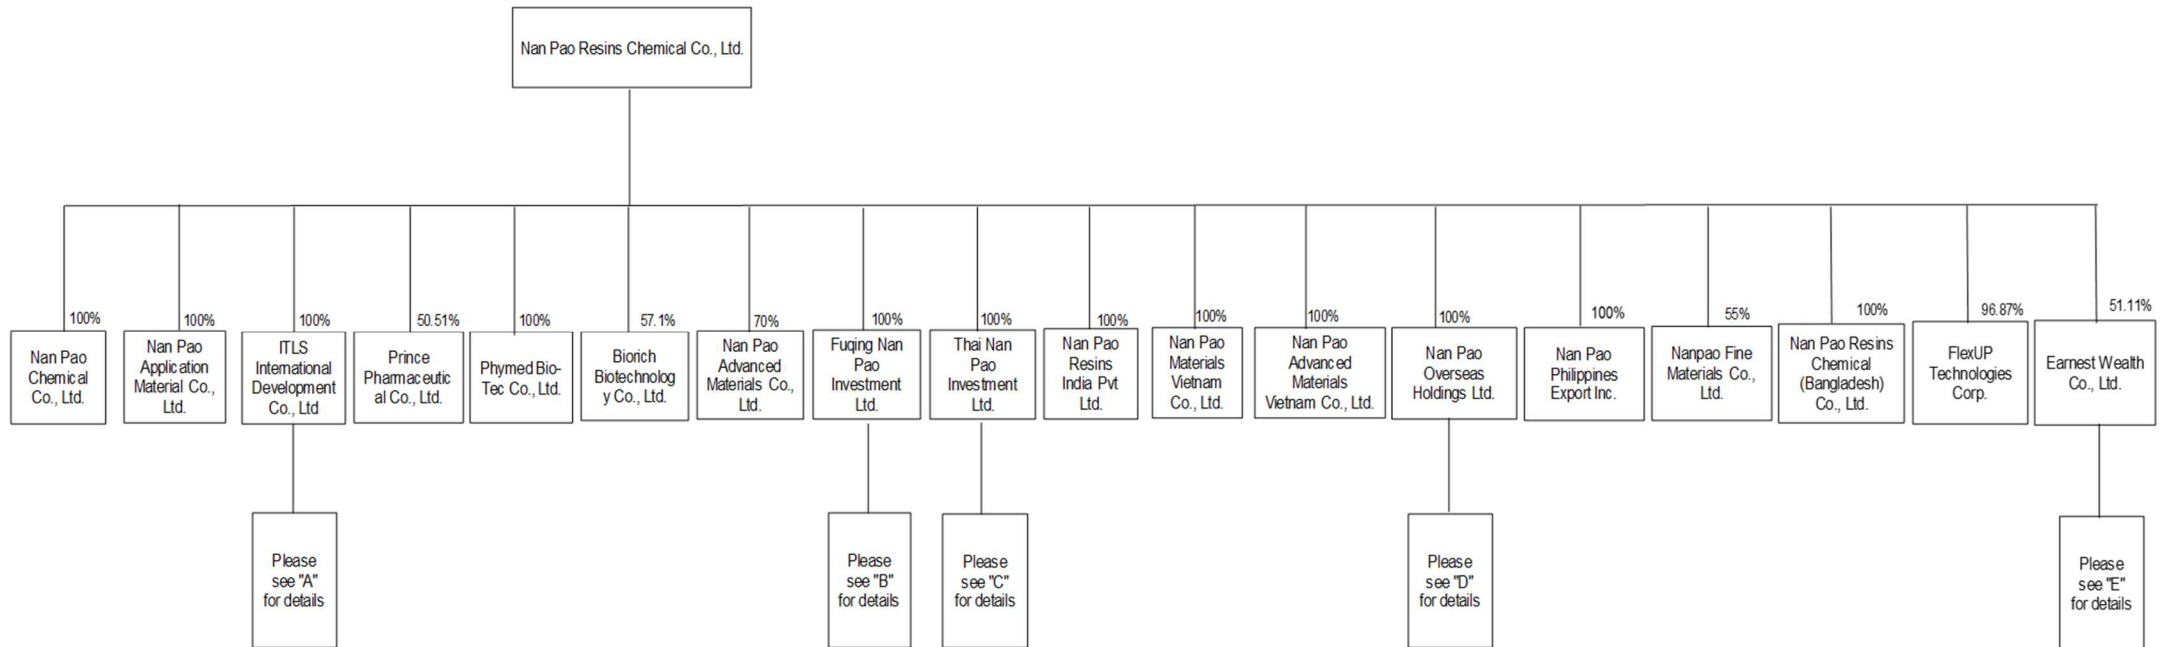 Nan Pao Resins Chemical Co., Ltd.
100%
Nan Pao
Chemical
Co., Ltd.
100%
Nan Pao
Application
Material Co.,
Ltd.
100%
ITLS
International
Development
Co., Ltd
50.51%
Prince
Pharmaceutic
al Co., Ltd.
100%
Phymed Bio-
Tec Co., Ltd.
57.1%
Biorich
Biotechnolog
y Co., Ltd.
70%
Nan Pao
Advanced
Materials Co.,
Ltd.
100%
Fuqing Nan
Pao
Investment
Ltd.
100%
Thai Nan
Pao
Investment
Ltd.
100%
Nan Pao
Resins
India Pvt
Ltd.
100%
Nan Pao
Materials
Vietnam
Co., Ltd.
100%
Nan Pao
Advanced
Materials
Vietnam Co., Ltd.
100%
Nan Pao
Overseas
Holdings Ltd.
100%
Nan Pao
Philippines
Export Inc.
55%
Nanpao Fine
Materials Co.,
Ltd.
100%
Nan Pao Resins
Chemical
(Bangladesh)
Co., Ltd.
96.87%
FlexUP
Technologies
Corp.
51.11%
Earnest Wealth
Co., Ltd.
Please
see "A"
for details
Please
see "B"
for details
Please
see "C"
for details
Please
see "D"
for details
Please
see "E"
for details